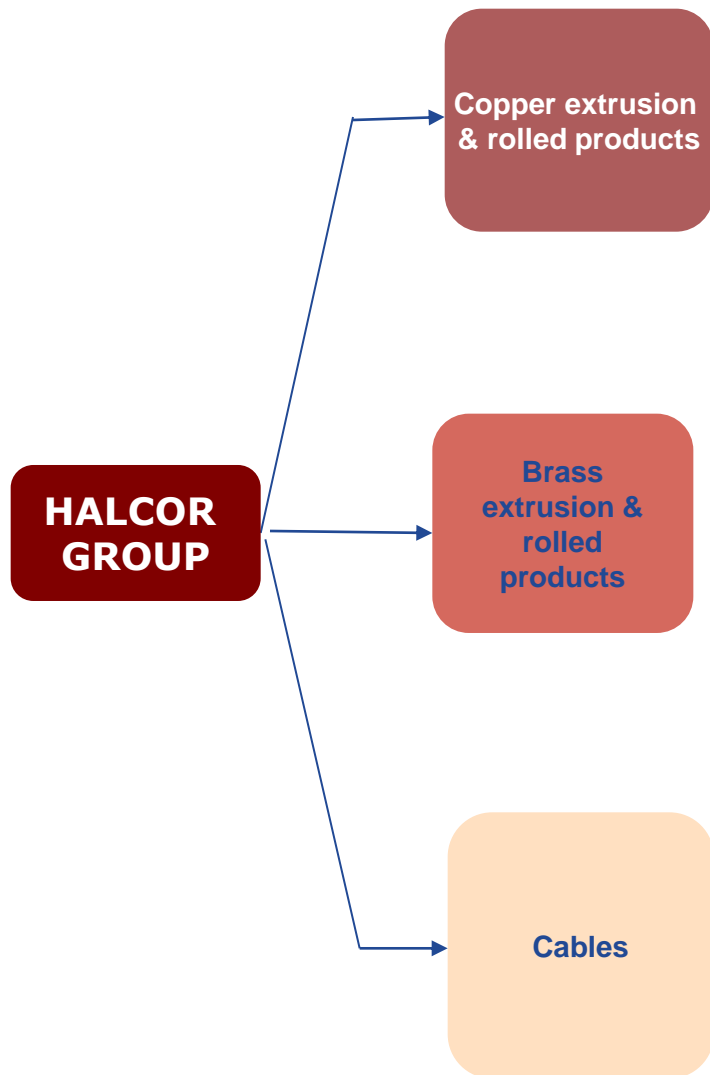 Copper extrusion
& rolled products
HALCOR
GROUP
Brass
extrusion &
rolled
products
Cables